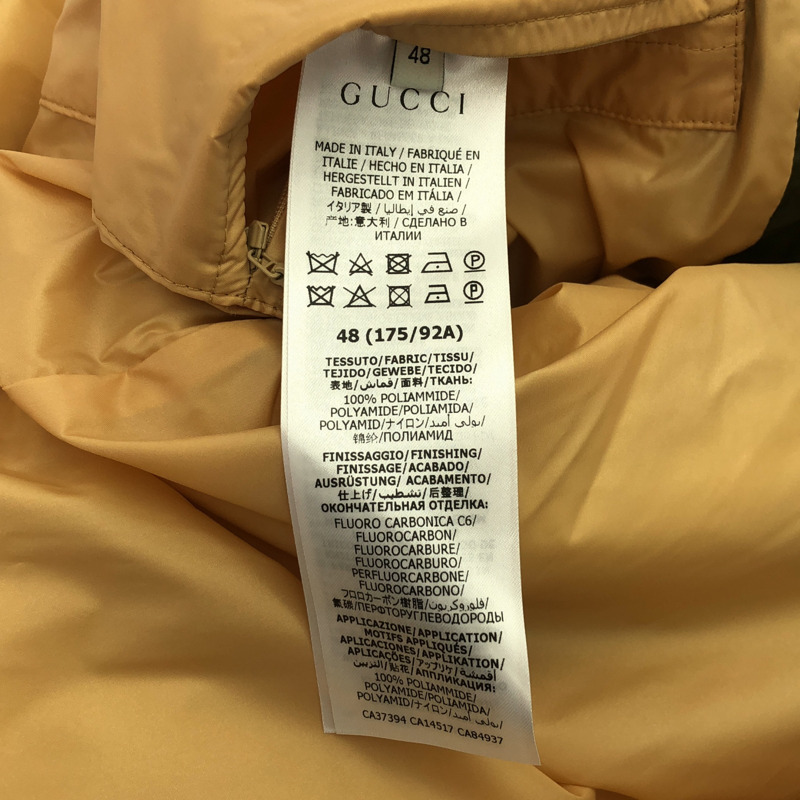 48
GUCCI
MADE IN ITALY / FABRIQUÉ EN
ITALIE / HECHO EN ITALIA /
HERGESTELLT IN ITALIEN /
FABRICADO EM ITÁLIA /
イタリア製 / صنع في إيطاليا /
产地:意大利 / СДЕЛАНО В
ИТАЛИИ
48 (175/92A)
TESSUTO/FABRIC/TISSU/
TEJIDO/GEWEBE/TECIDO/
表地/قماش/面料/ТКАНЬ:
100% POLIAMMIDE/
POLYAMIDE/POLIAMIDA/
POLYAMID/ナイロン/بولي أميد/
锦纶/ПОЛИАМИД
FINISSAGGIO/FINISHING/
FINISSAGE/ACABADO/
AUSRÜSTUNG/ ACABAMENTO/
仕上げ/تشطيب/后整理/
ОКОНЧАТЕЛЬНАЯ ОТДЕЛКА:
FLUORO CARBONICA C6/
FLUOROCARBON/
FLUOROCARBURE/
FLUOROCARBURO/
PERFLUORCARBONE/
FLUOROCARBONO/
フロロカーボン樹脂/فلوروكربون/
氟碳/ПЕРФТОРУГЛЕВОДОРОДЫ
APPLICAZIONE/APPLICATION/
MOTIFS APPLIQUÉS/
APLICACIONES/APPLIKATION/
APLICAÇÕES/アップリケ/أقمشة/
التزيين/貼花/АППЛИКАЦИЯ:
100% POLIAMMIDE/
POLYAMIDE/POLIAMIDA/
POLYAMID/ナイロン/بولي أميد/
CA37394 CA14517 CA84937